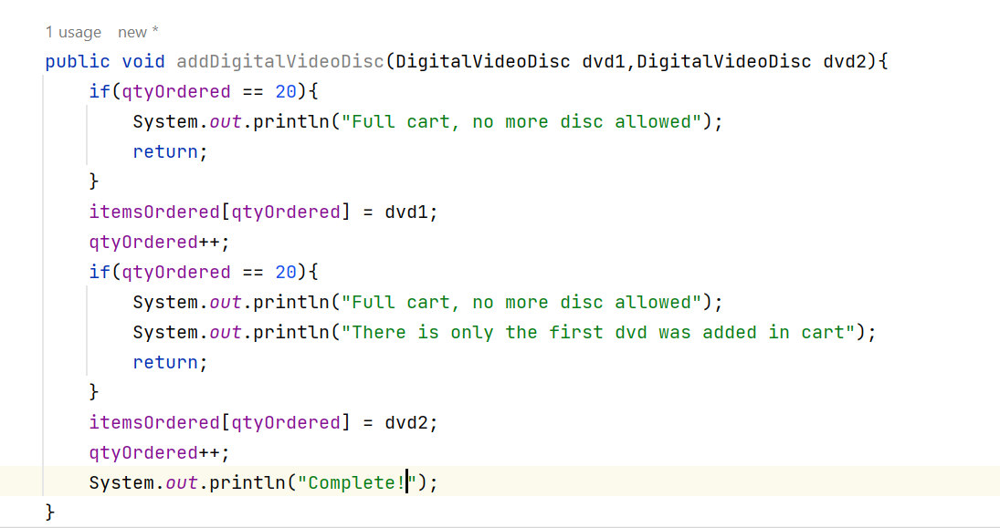 1 usage   new *
public void addDigitalVideoDisc(DigitalVideoDisc dvd1,DigitalVideoDisc dvd2){
    if(qtyOrdered == 20){
        System.out.println("Full cart, no more disc allowed");
        return;
    }
    itemsOrdered[qtyOrdered] = dvd1;
    qtyOrdered++;
    if(qtyOrdered == 20){
        System.out.println("Full cart, no more disc allowed");
        System.out.println("There is only the first dvd was added in cart");
        return;
    }
    itemsOrdered[qtyOrdered] = dvd2;
    qtyOrdered++;
    System.out.println("Complete!");
}